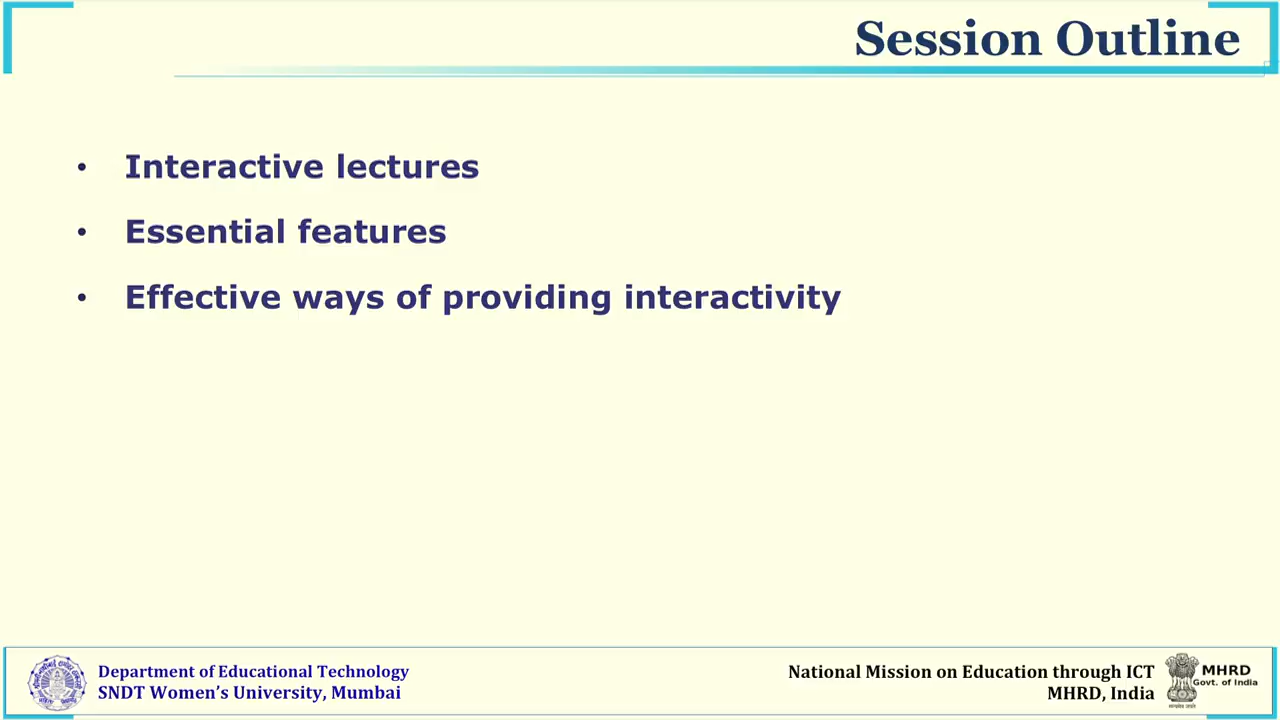 Session Outline
• Interactive lectures
• Essential features
• Effective ways of providing interactivity
Department of Educational Technology
SNDT Women’s University, Mumbai
National Mission on Education through ICT
MHRD, India
MHRD
Govt. of India